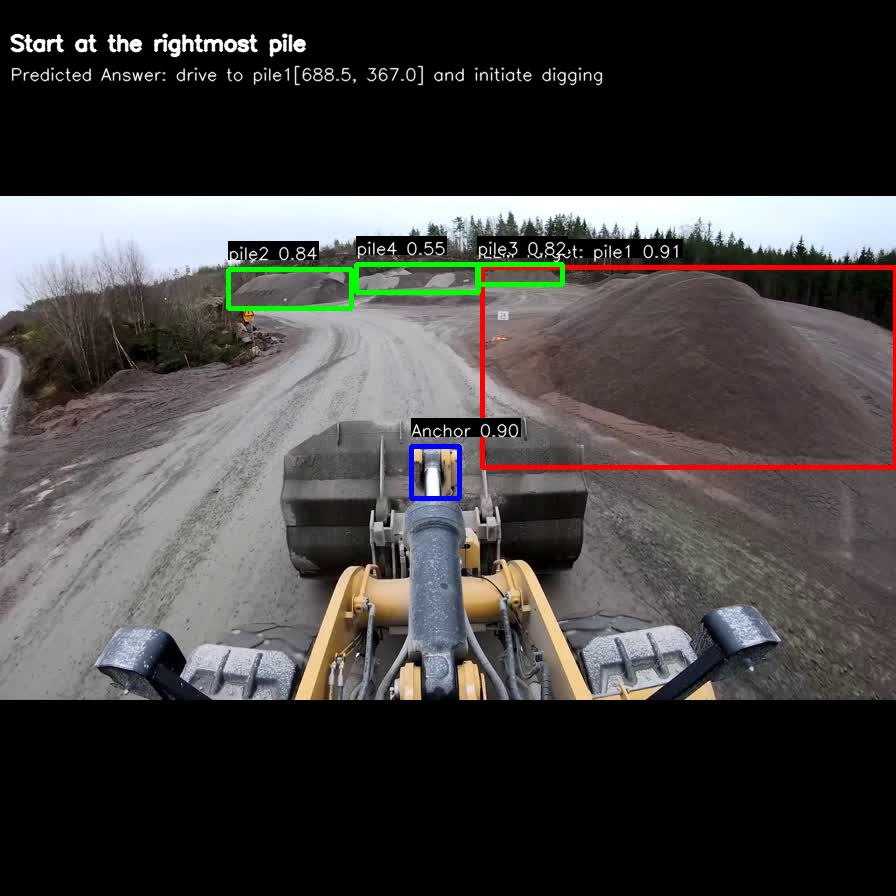 Start at the rightmost pile
Predicted Answer: drive to pile1[688.5, 367.0] and initiate digging
pile2 0.84
pile4 0.55
pile3 0.82
pile1 0.91
Anchor 0.90